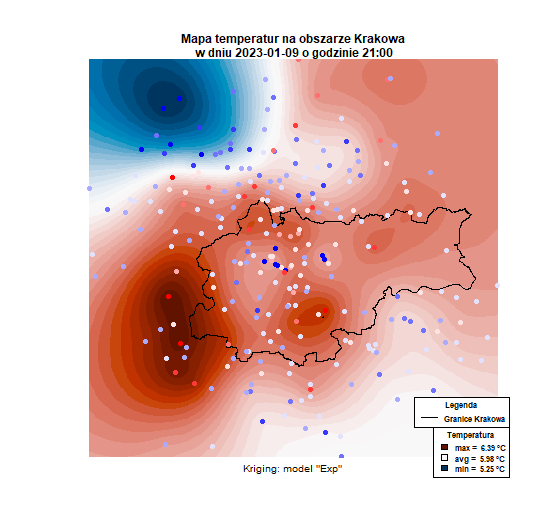 Mapa temperatur na obszarze Krakowa
w dniu 2023-01-09 o godzinie 21:00
Legenda
Granice Krakowa
Temperatura
max = 6.39 °C
avg = 5.98 °C
min = 5.25 °C
Kriging: model "Exp"